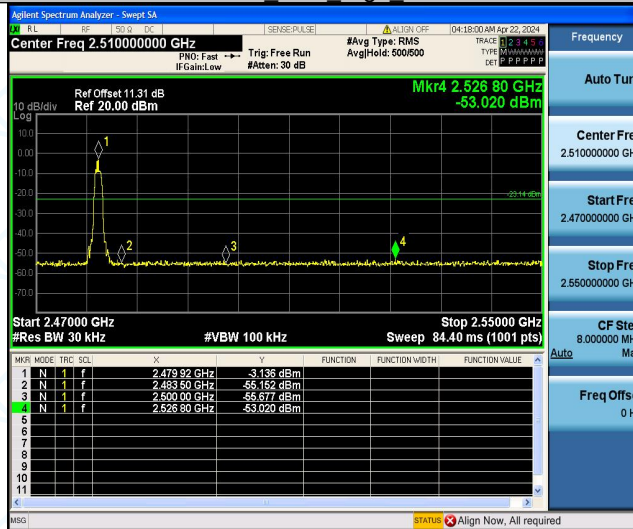 Agilent Spectrum Analyzer - Swept SA
RL RF 50 Ω DC SENSE:PULSE ALIGN OFF 04:18:00 AM Apr 22, 2024
Center Freq 2.510000000 GHz
PNO: Fast Trig: Free Run
IFGain:Low #Atten: 30 dB
#Avg Type: RMS
Avg|Hold: 500/500
TRACE 1 2 3 4 5 6
TYPE M
DET P P P P P P
Frequency
Mkr4 2.526 80 GHz
-53.020 dBm
Ref Offset 11.31 dB
10 dB/div Ref 20.00 dBm
Log
10.0
0.00
-10.0
-20.0
-30.0
-40.0
-50.0
-60.0
-70.0
1
2
3
4
-23.14 dBm
Start 2.47000 GHz Stop 2.55000 GHz
#Res BW 30 kHz #VBW 100 kHz Sweep 84.40 ms (1001 pts)
MKR MODE TRC SCL X Y FUNCTION FUNCTION WIDTH FUNCTION VALUE
1 N 1 f 2.479 92 GHz -3.136 dBm
2 N 1 f 2.483 50 GHz -55.152 dBm
3 N 1 f 2.500 00 GHz -55.677 dBm
4 N 1 f 2.526 80 GHz -53.020 dBm
5
6
7
8
9
10
11
MSG STATUS Align Now, All required
Auto Tun
Center Fre
2.510000000 GH
Start Fre
2.470000000 GH
Stop Fre
2.550000000 GH
CF Ste
8.000000 MH
Auto Ma
Freq Offs
0 H